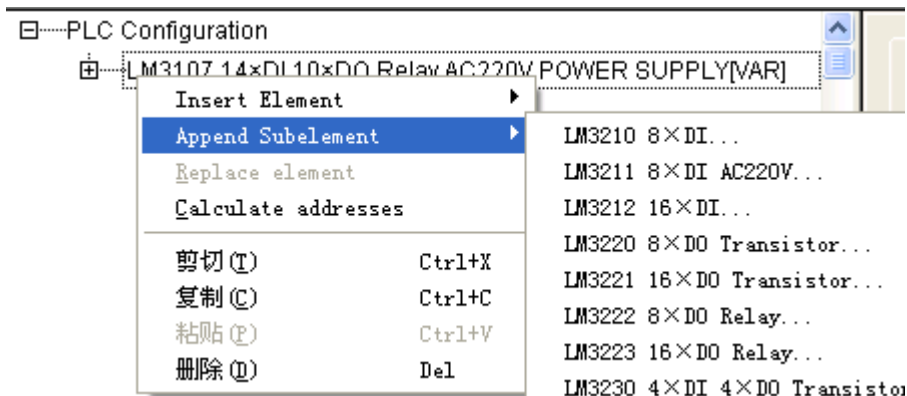 PLC Configuration
LM3107 14×DI 10×DO Relay AC220V POWER SUPPLY[VAR]
Insert Element
Append Subelement
Replace element
Calculate addresses
剪切(T) Ctrl+X
复制(C) Ctrl+C
粘贴(P) Ctrl+V
删除(D) Del
LM3210 8×DI...
LM3211 8×DI AC220V...
LM3212 16×DI...
LM3220 8×DO Transistor...
LM3221 16×DO Transistor...
LM3222 8×DO Relay...
LM3223 16×DO Relay...
LM3230 4×DI 4×DO Transistor